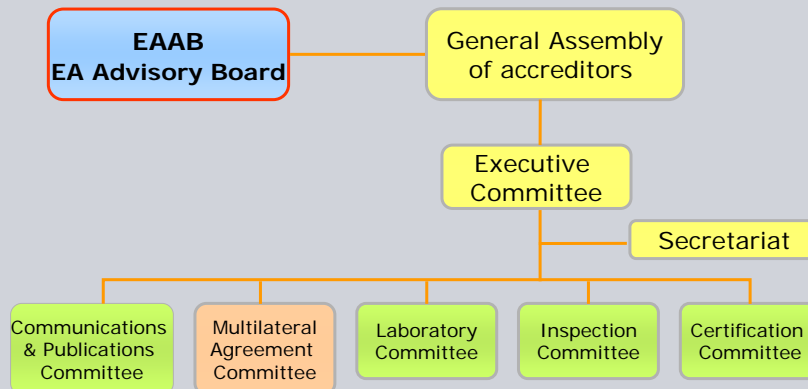 EAAB
EA Advisory Board
General Assembly
of accreditors
Executive
Committee
Secretariat
Communications
& Publications
Committee
Multilateral
Agreement
Committee
Laboratory
Committee
Inspection
Committee
Certification
Committee